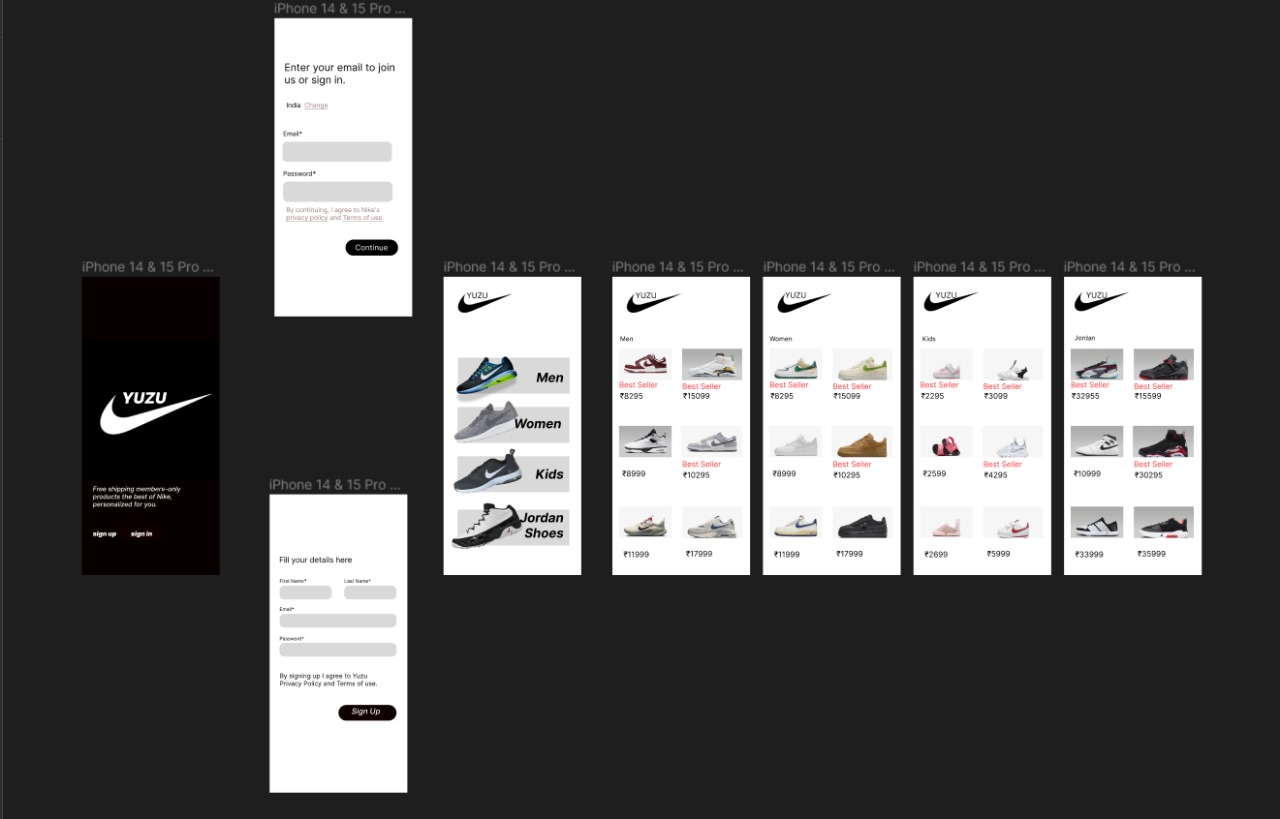 iPhone 14 & 15 Pro ...
Enter your email to join
us or sign in.
India Change
Email*
Password*
By continuing, I agree to Nike's
privacy policy and Terms of use.
Continue
iPhone 14 & 15 Pro ...
YUZU
Free shipping members-only
products the best of Nike,
personalized for you.
sign up sign in
iPhone 14 & 15 Pro ...
Fill your details here
First Name* Last Name*
Email*
Password*
By signing up I agree to Yuzu
Privacy Policy and Terms of use.
Sign Up
iPhone 14 & 15 Pro ...
YUZU
Men
Women
Kids
Jordan
Shoes
iPhone 14 & 15 Pro ...
YUZU
Men
Best Seller Best Seller
₹8295 ₹15099
Best Seller
₹8999 ₹10295
₹11999 ₹17999
iPhone 14 & 15 Pro ...
YUZU
Women
Best Seller Best Seller
₹8295 ₹15099
Best Seller
₹8999 ₹10295
₹11999 ₹17999
iPhone 14 & 15 Pro ...
YUZU
Kids
Best Seller Best Seller
₹2295 ₹3099
Best Seller
₹2599 ₹4295
₹2699 ₹5999
iPhone 14 & 15 Pro ...
YUZU
Jordan
Best Seller Best Seller
₹32955 ₹15599
Best Seller
₹10999 ₹30295
₹33999 ₹35999